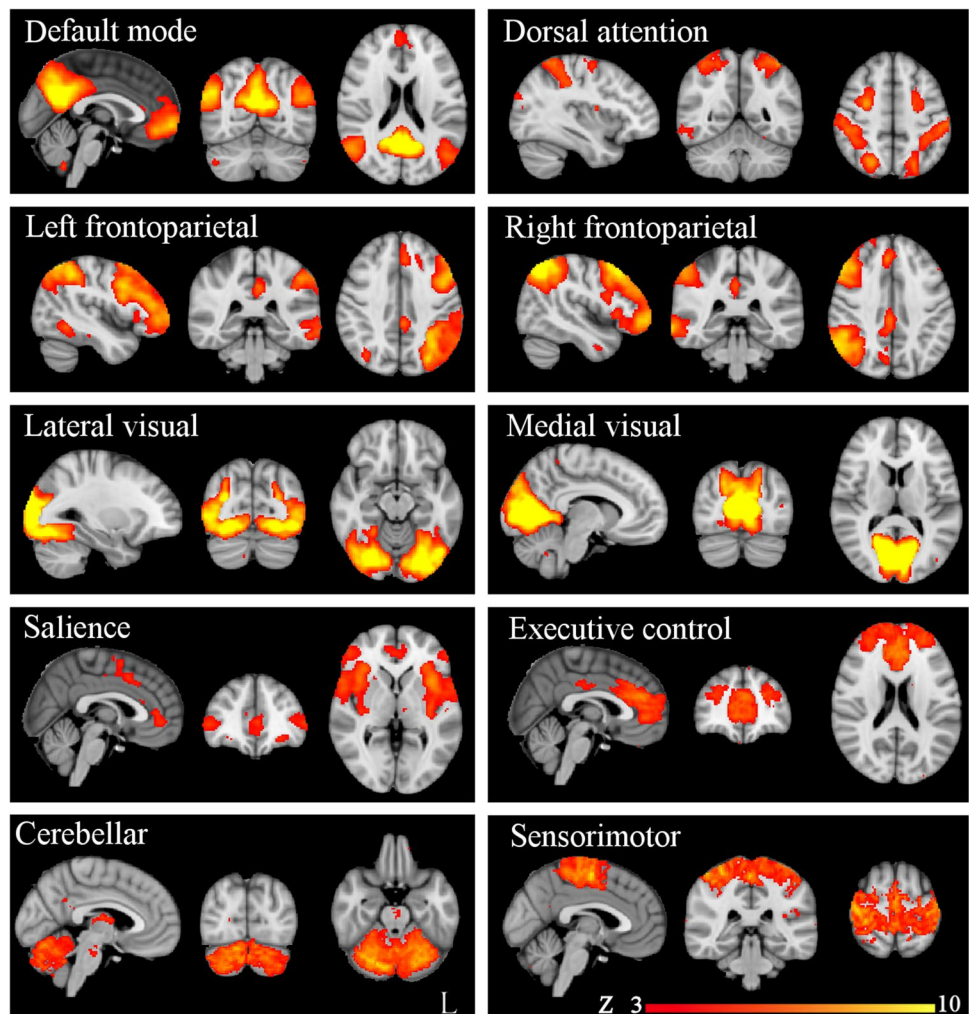 Default mode
Dorsal attention
Left frontoparietal
Right frontoparietal
Lateral visual
Medial visual
Salience
Executive control
Cerebellar
Sensorimotor
L
Z 3 10